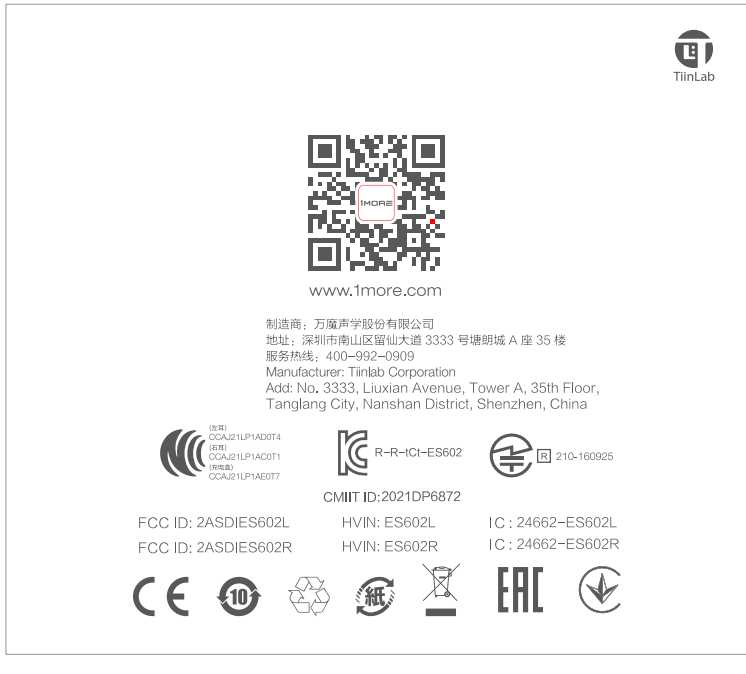 TiinLab
1MORE
www.1more.com
制造商：万魔声学股份有限公司
地址：深圳市南山区留仙大道 3333 号塘朗城 A 座 35 楼
服务热线：400-992-0909
Manufacturer: Tiinlab Corporation
Add: No. 3333, Liuxian Avenue, Tower A, 35th Floor,
Tanglang City, Nanshan District, Shenzhen, China
(左耳)
CCAJ21LP1AD0T4
(右耳)
CCAJ21LP1AC0T1
(充电盒)
CCAJ21LP1AE0T7
R-R-tCt-ES602
R 210-160925
CMIIT ID:2021DP6872
FCC ID: 2ASDIES602L HVIN: ES602L IC : 24662-ES602L
FCC ID: 2ASDIES602R HVIN: ES602R IC : 24662-ES602R
CE 10 紙 EAC